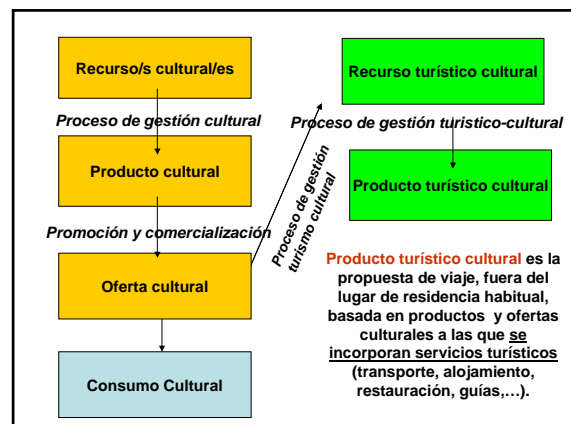 Recurso/s cultural/es
Proceso de gestión cultural
Producto cultural
Promoción y comercialización
Oferta cultural
Consumo Cultural
Proceso de gestión
turismo cultural
Recurso turístico cultural
Proceso de gestión turistico-cultural
Producto turístico cultural
Producto turístico cultural es la
propuesta de viaje, fuera del
lugar de residencia habitual,
basada en productos y ofertas
culturales a las que se
incorporan servicios turísticos
(transporte, alojamiento,
restauración, guías,…).